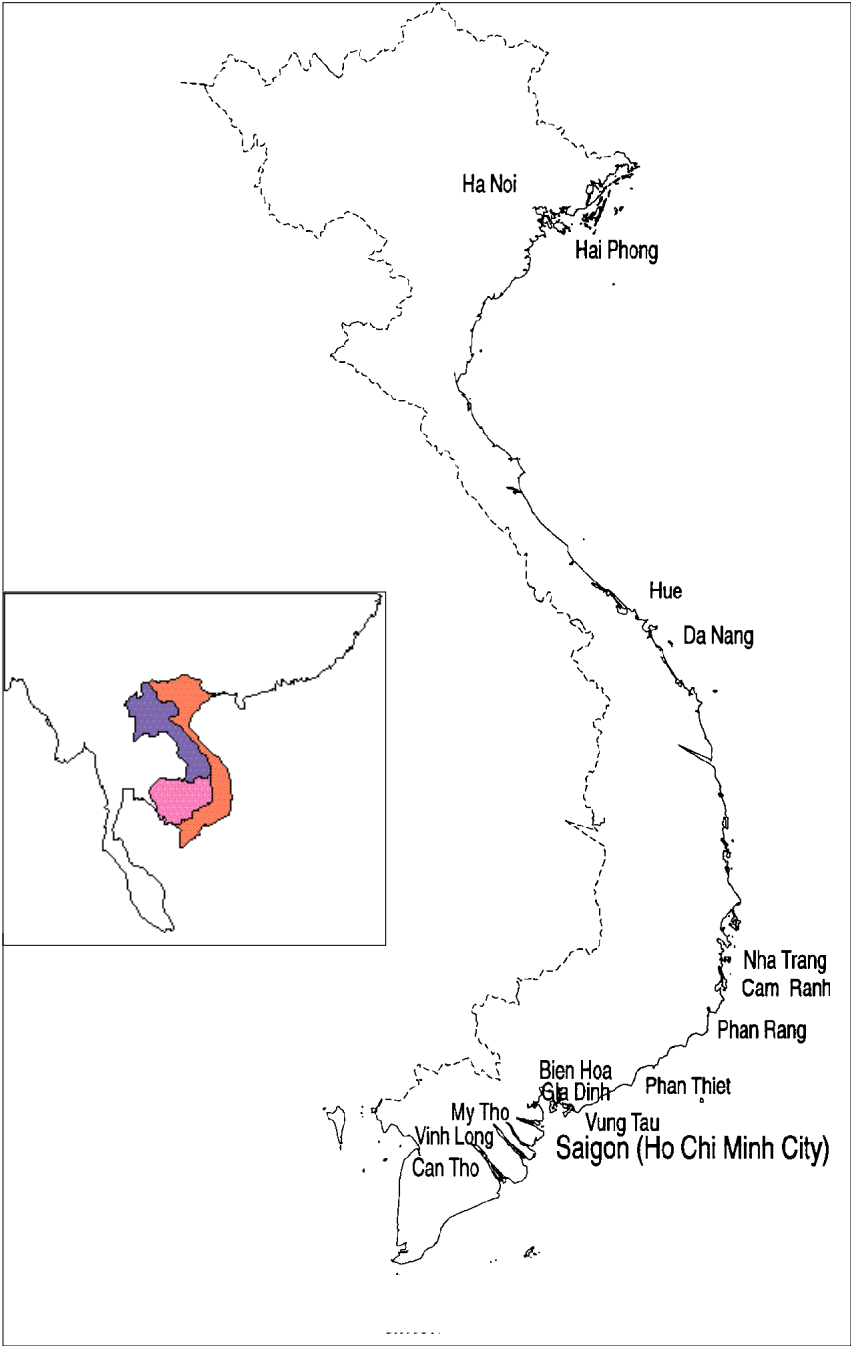 Ha Noi
Hai Phong
Hue
Da Nang
Nha Trang
Cam Ranh
Phan Rang
Bien Hoa
Gia Dinh
Phan Thiet
My Tho
Vung Tau
Vinh Long
Saigon (Ho Chi Minh City)
Can Tho